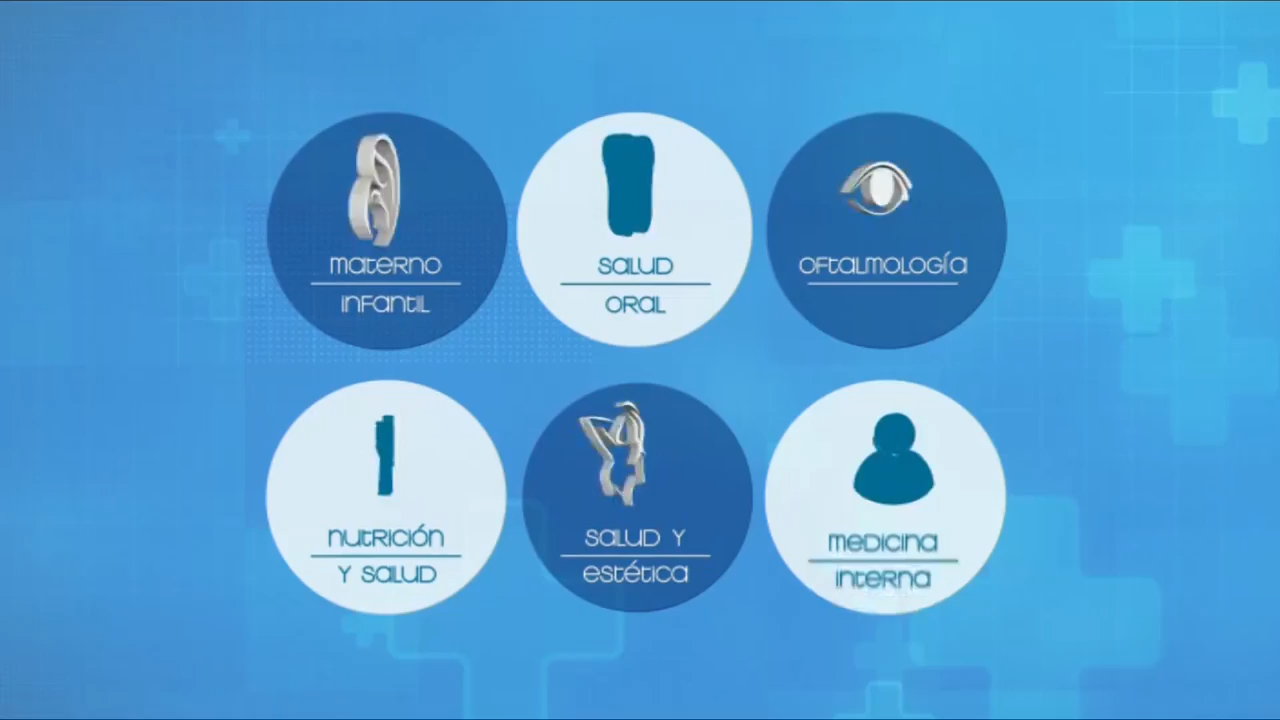 MATERNO
INFANTIL
SALUD
ORAL
OFTALMOLOGÍA
NUTRICIÓN
Y SALUD
SALUD Y
ESTÉTICA
MEDICINA
INTERNA